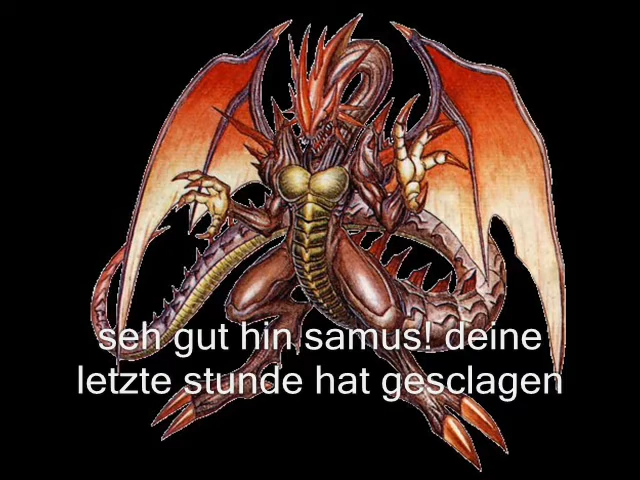 seh gut hin samus! deine
letzte stunde hat gesclagen